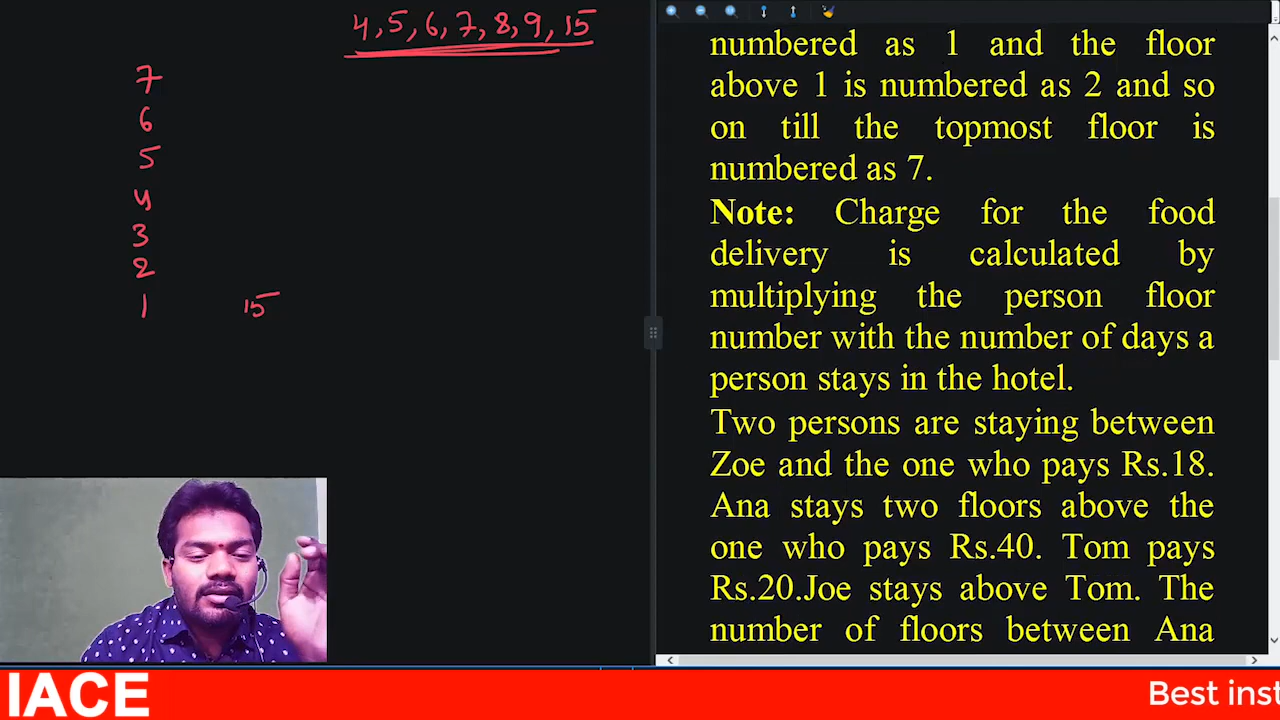 4,5,6,7,8,9,15
7
6
5
4
3
2
1 15
numbered as 1 and the floor
above 1 is numbered as 2 and so
on till the topmost floor is
numbered as 7.
Note: Charge for the food
delivery is calculated by
multiplying the person floor
number with the number of days a
person stays in the hotel.
Two persons are staying between
Zoe and the one who pays Rs.18.
Ana stays two floors above the
one who pays Rs.40. Tom pays
Rs.20.Joe stays above Tom. The
number of floors between Ana
IACE
Best inst